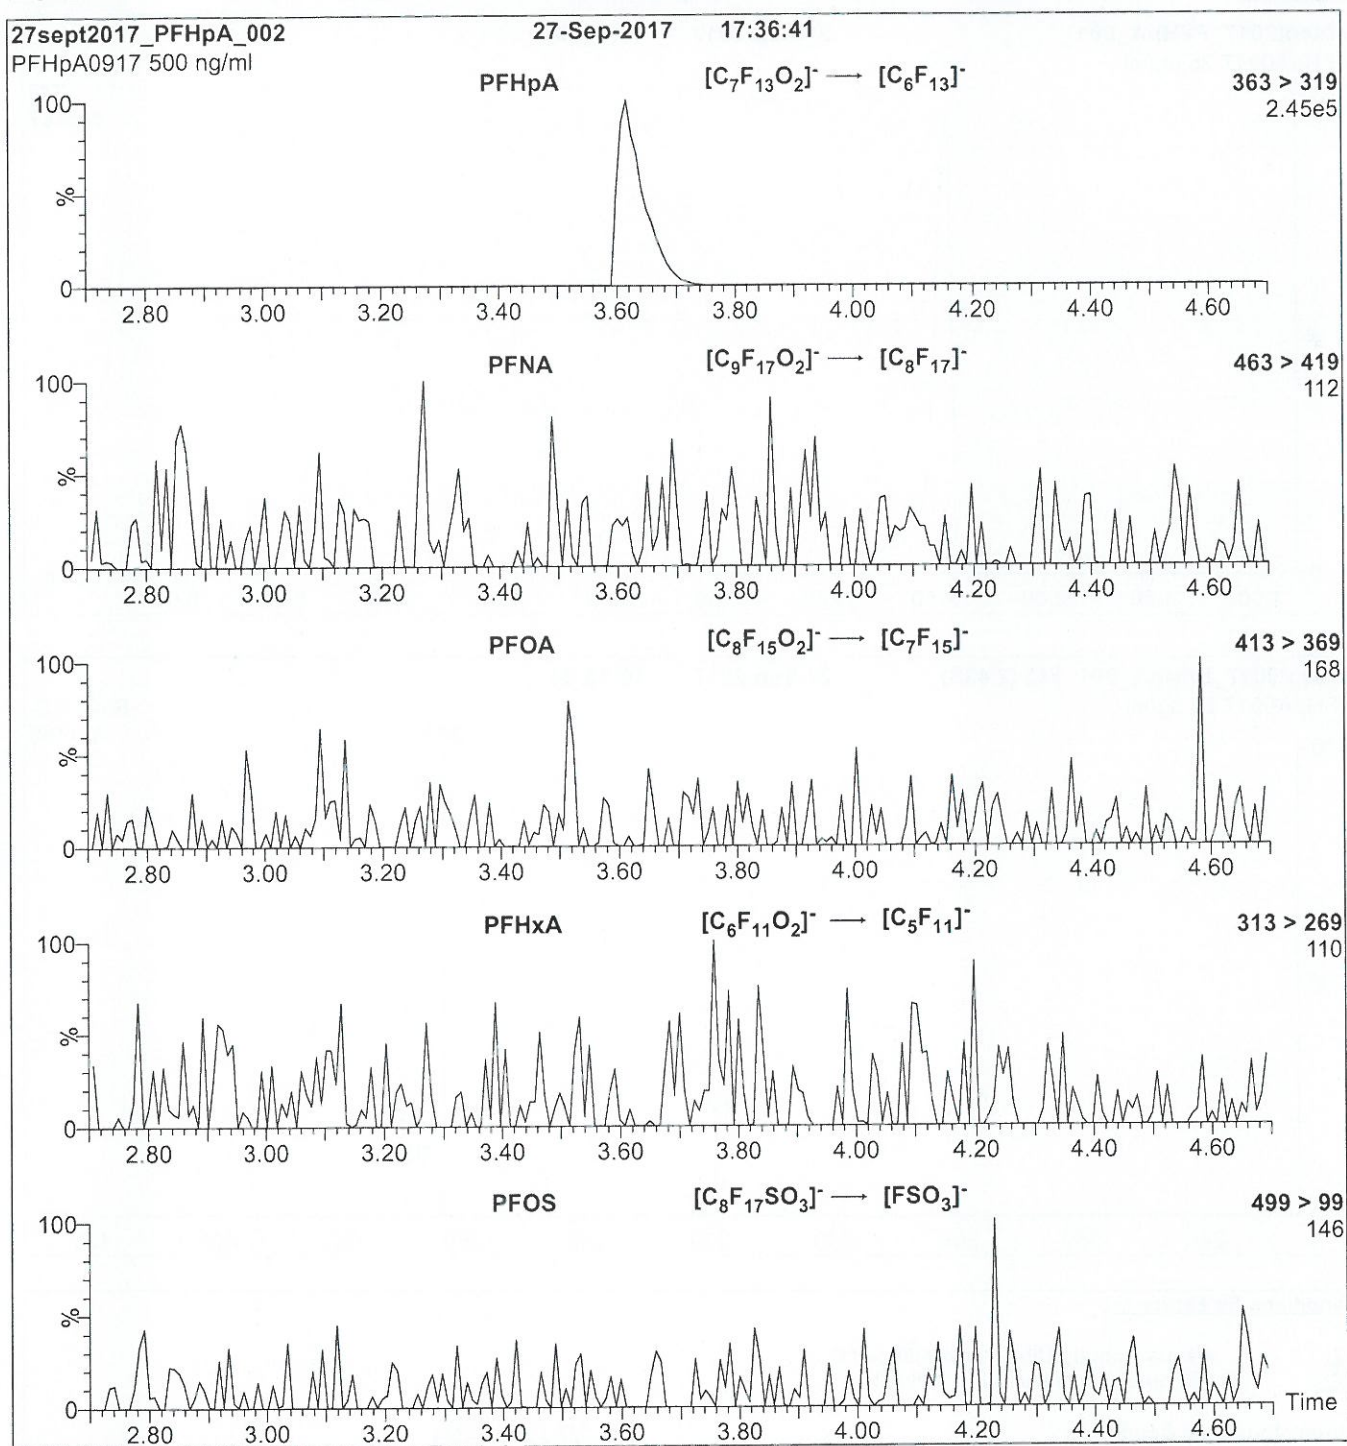 27sept2017_PFHpA_002 27-Sep-2017 17:36:41
PFHpA0917 500 ng/ml
PFHpA [C₇F₁₃O₂]⁻ → [C₆F₁₃]⁻ 363 > 319
2.45e5
100
%
0
2.80 3.00 3.20 3.40 3.60 3.80 4.00 4.20 4.40 4.60
PFNA [C₉F₁₇O₂]⁻ → [C₈F₁₇]⁻ 463 > 419
112
100
%
0
2.80 3.00 3.20 3.40 3.60 3.80 4.00 4.20 4.40 4.60
PFOA [C₈F₁₅O₂]⁻ → [C₇F₁₅]⁻ 413 > 369
168
100
%
0
2.80 3.00 3.20 3.40 3.60 3.80 4.00 4.20 4.40 4.60
PFHxA [C₆F₁₁O₂]⁻ → [C₅F₁₁]⁻ 313 > 269
110
100
%
0
2.80 3.00 3.20 3.40 3.60 3.80 4.00 4.20 4.40 4.60
PFOS [C₈F₁₇SO₃]⁻ → [FSO₃]⁻ 499 > 99
146
100
%
0
Time
2.80 3.00 3.20 3.40 3.60 3.80 4.00 4.20 4.40 4.60